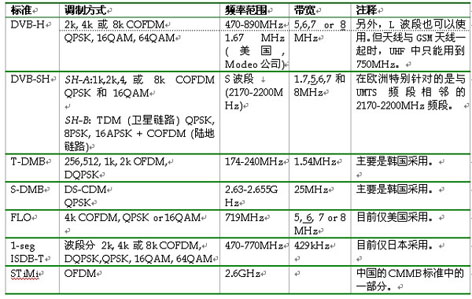 标准 调制方式 频率范围 带宽 注释
DVB-H 2k, 4k 或 8k COFDM 470-890MHz 5,6,7 or 8 另外，L 波段也可以使
QPSK, 16QAM, 64QAM 1.67 MHz MHz 用。但天线与 GSM 天线一
(美国， 起时，UHF 中只能用到
Modeo 公司) 750MHz。
DVB-SH SH-A:1k,2k,4, 或 8k COFDM S 波段 1.7,5,6,7 和 在欧洲特别针对的是与
QPSK 和 16QAM (2170-2200M 8MHz UMTS 频段相邻的
Hz) 2170-2200MHz 频段。
SH-B: TDM (卫星链路) QPSK,
8PSK, 16APSK + COFDM (陆地
链路)
T-DMB 256,512, 1k, 2k OFDM, 174-240MHz 1.54MHz 主要是韩国采用。
DQPSK
S-DMB DS-CDM 2.63-2.655G 25MHz 主要是韩国采用。
QPSK Hz
FLO 4k COFDM, QPSK or 16QAM 719MHz 5, 6, 7 or 8 目前仅美国采用。
MHz
1-seg 波段分 2k, 4k 或 8k COFDM, 470-770MHz 429kHz 目前仅日本采用。
ISDB-T DQPSK,QPSK, 16QAM, 64QAM
STiMi OFDM 2.6GHz 中国的CMMB标准中的
一部分。